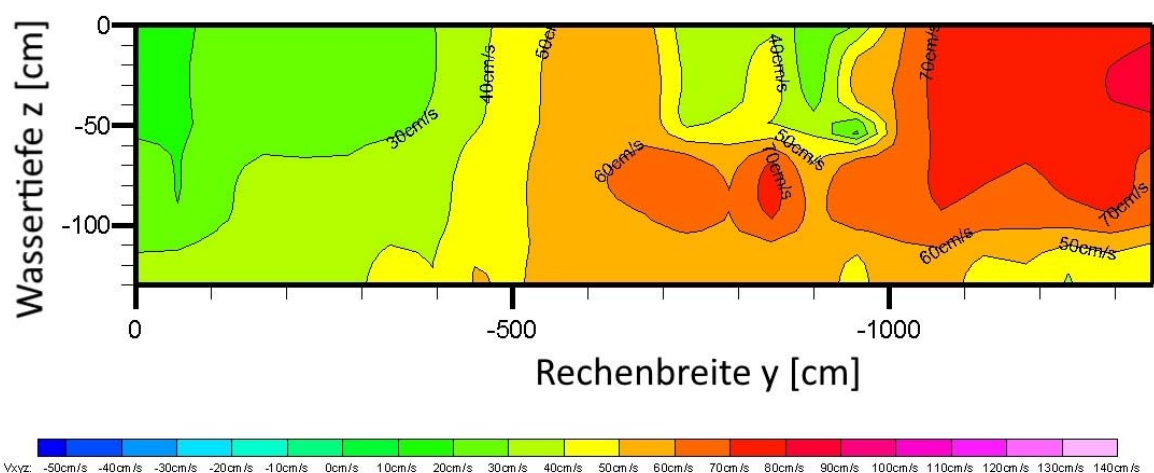 0
-50
-100
Wassertiefe z [cm]
30cm/s
40cm/s
50cm/s
40cm/s
70cm/s
60cm/s
50cm/s
70cm/s
70cm/s
60cm/s
50cm/s
0 -500 -1000
Rechenbreite y [cm]
Vxyz: -50cm/s -40cm/s -30cm/s -20cm/s -10cm/s 0cm/s 10cm/s 20cm/s 30cm/s 40cm/s 50cm/s 60cm/s 70cm/s 80cm/s 90cm/s 100cm/s 110cm/s 120cm/s 130cm/s 140cm/s